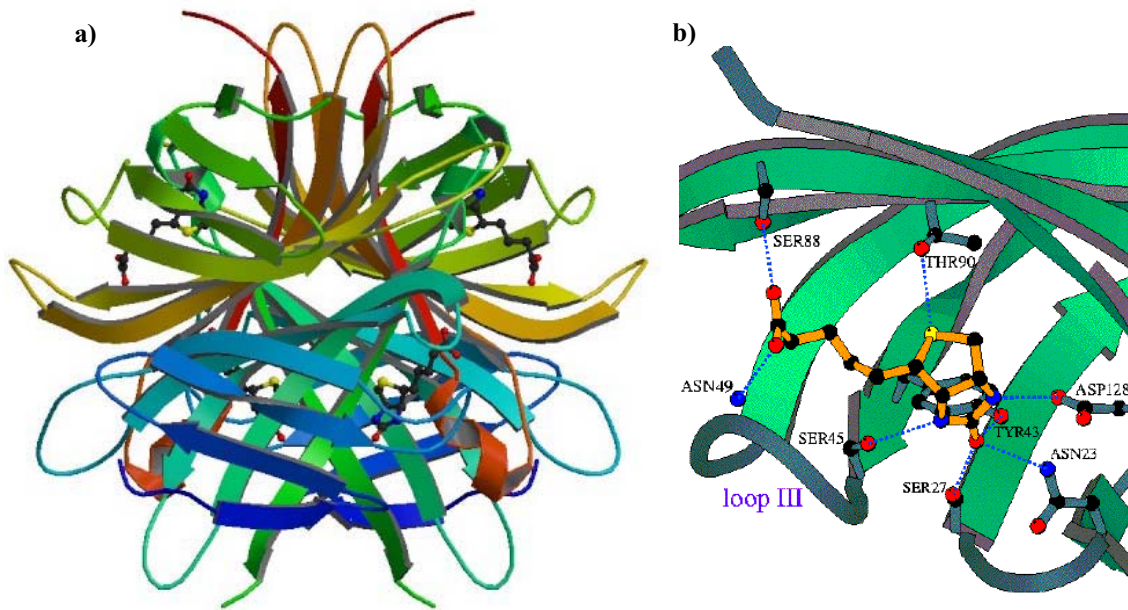 a)
b)
SER88
THR90
ASN49
ASP128
SER45
TYR43
ASN23
SER27
loop III